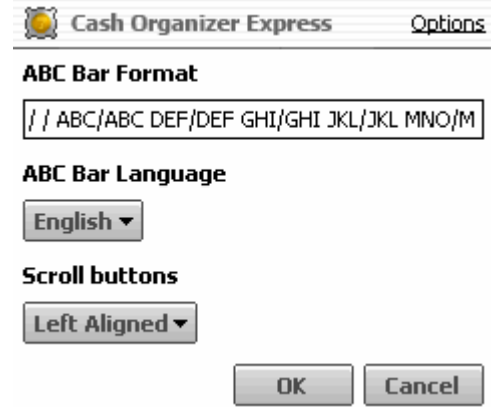 Cash Organizer Express Options
ABC Bar Format
/ / ABC/ABC DEF/DEF GHI/GHI JKL/JKL MNO/M
ABC Bar Language
English
Scroll buttons
Left Aligned
OK Cancel